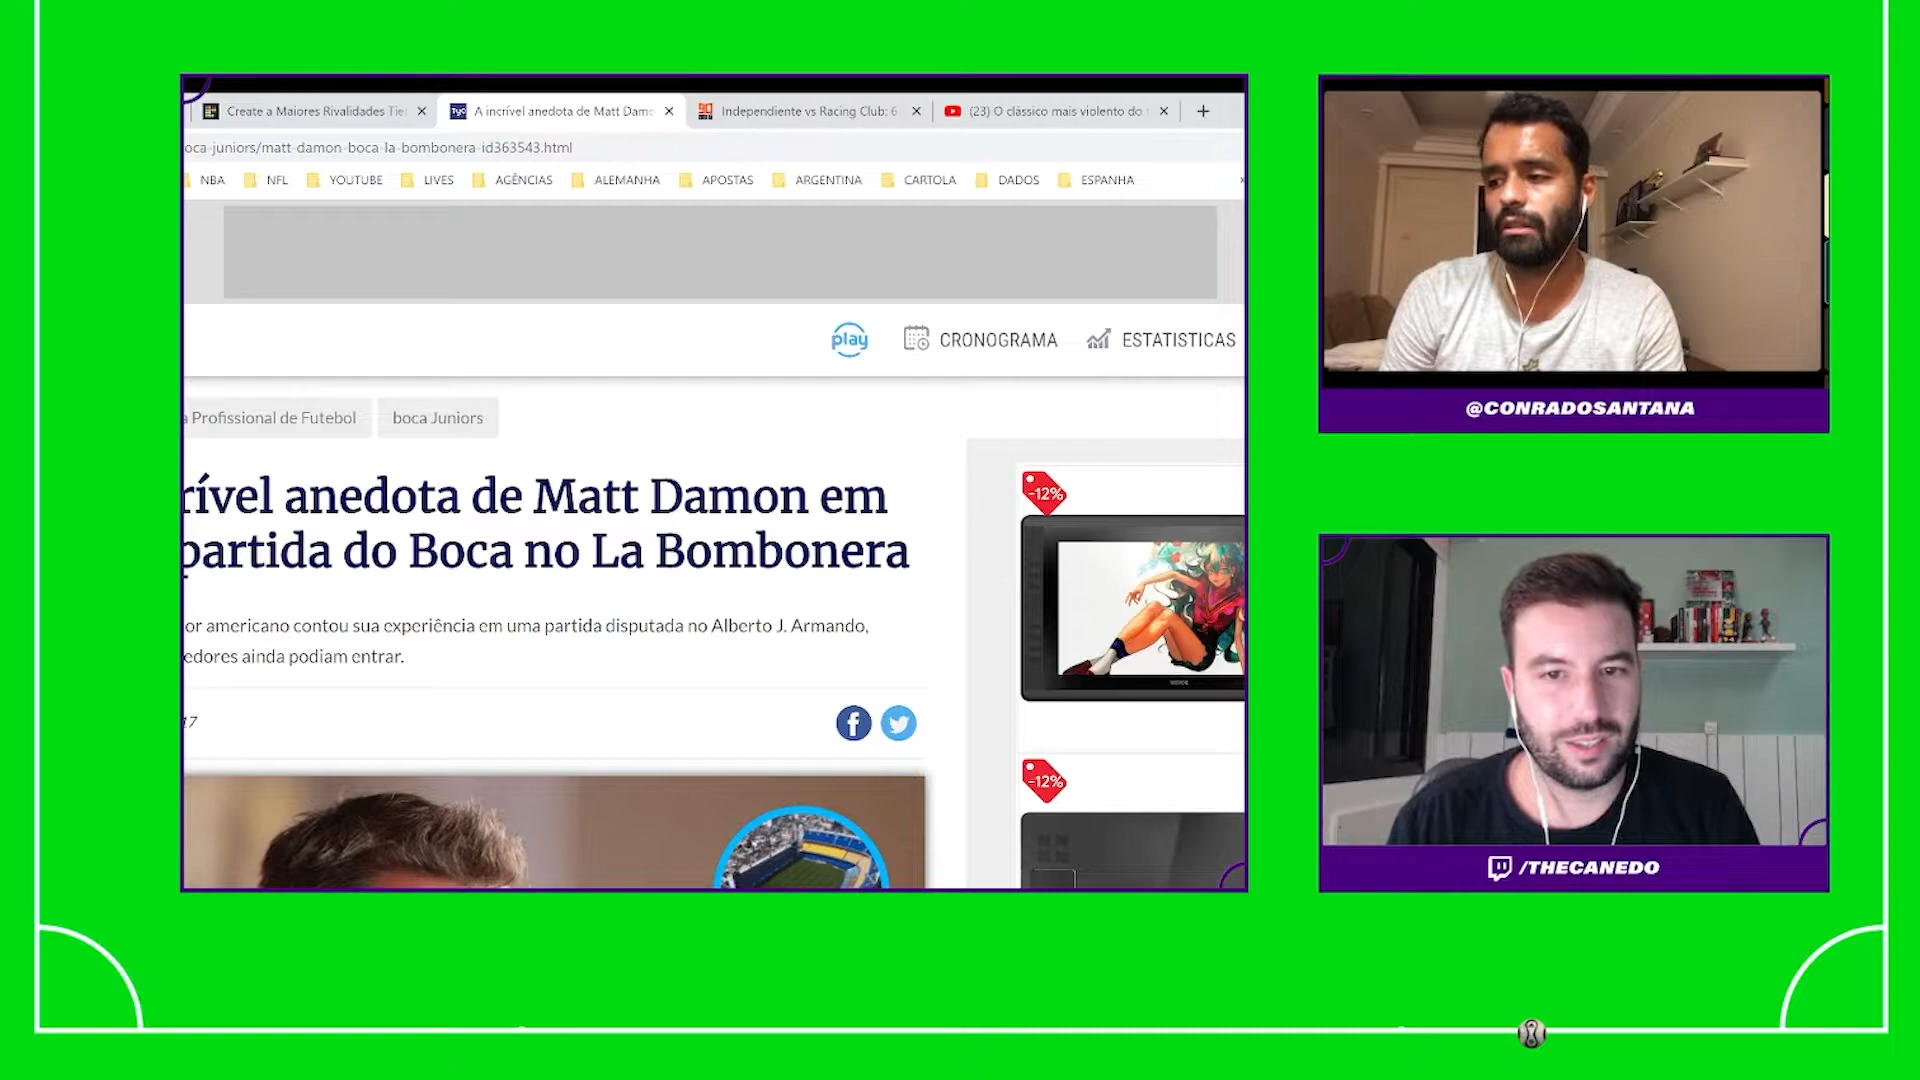 Create a Maiores Rivalidades Tie
A incrível anedota de Matt Damo
Independiente vs Racing Club: 6
(23) O clássico mais violento do
oca-juniors/matt-damon-boca-la-bombonera-id363543.html
NBA NFL YOUTUBE LIVES AGÊNCIAS ALEMANHA APOSTAS ARGENTINA CARTOLA DADOS ESPANHA
play CRONOGRAMA ESTATISTICAS
a Profissional de Futebol boca Juniors
rível anedota de Matt Damon em
partida do Boca no La Bombonera
or americano contou sua experiência em uma partida disputada no Alberto J. Armando,
edores ainda podiam entrar.
17
-12%
-12%
@CONRADOSANTANA
/THECANEDO